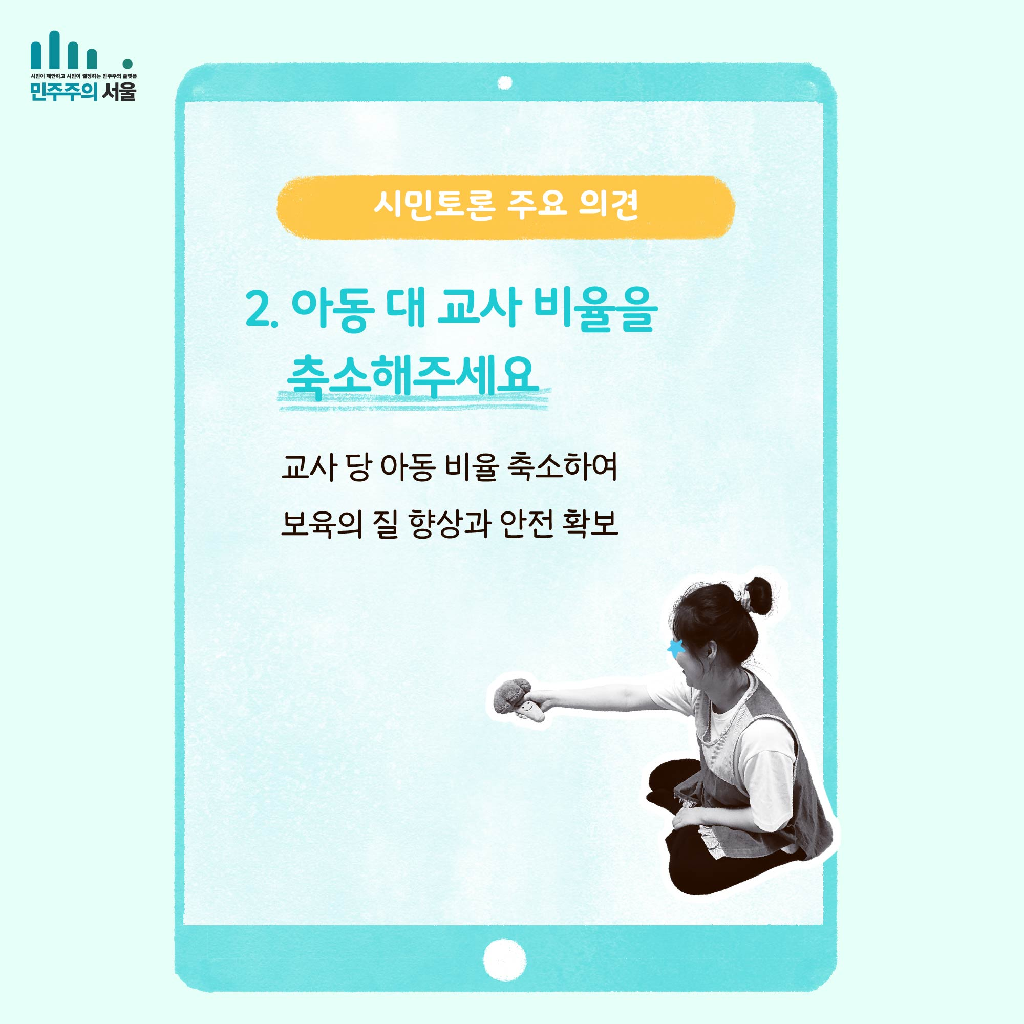 시민이 제안하고 시민이 결정하는 민주주의 플랫폼
민주주의 서울
시민토론 주요 의견
2. 아동 대 교사 비율을
축소해주세요
교사 당 아동 비율 축소하여
보육의 질 향상과 안전 확보